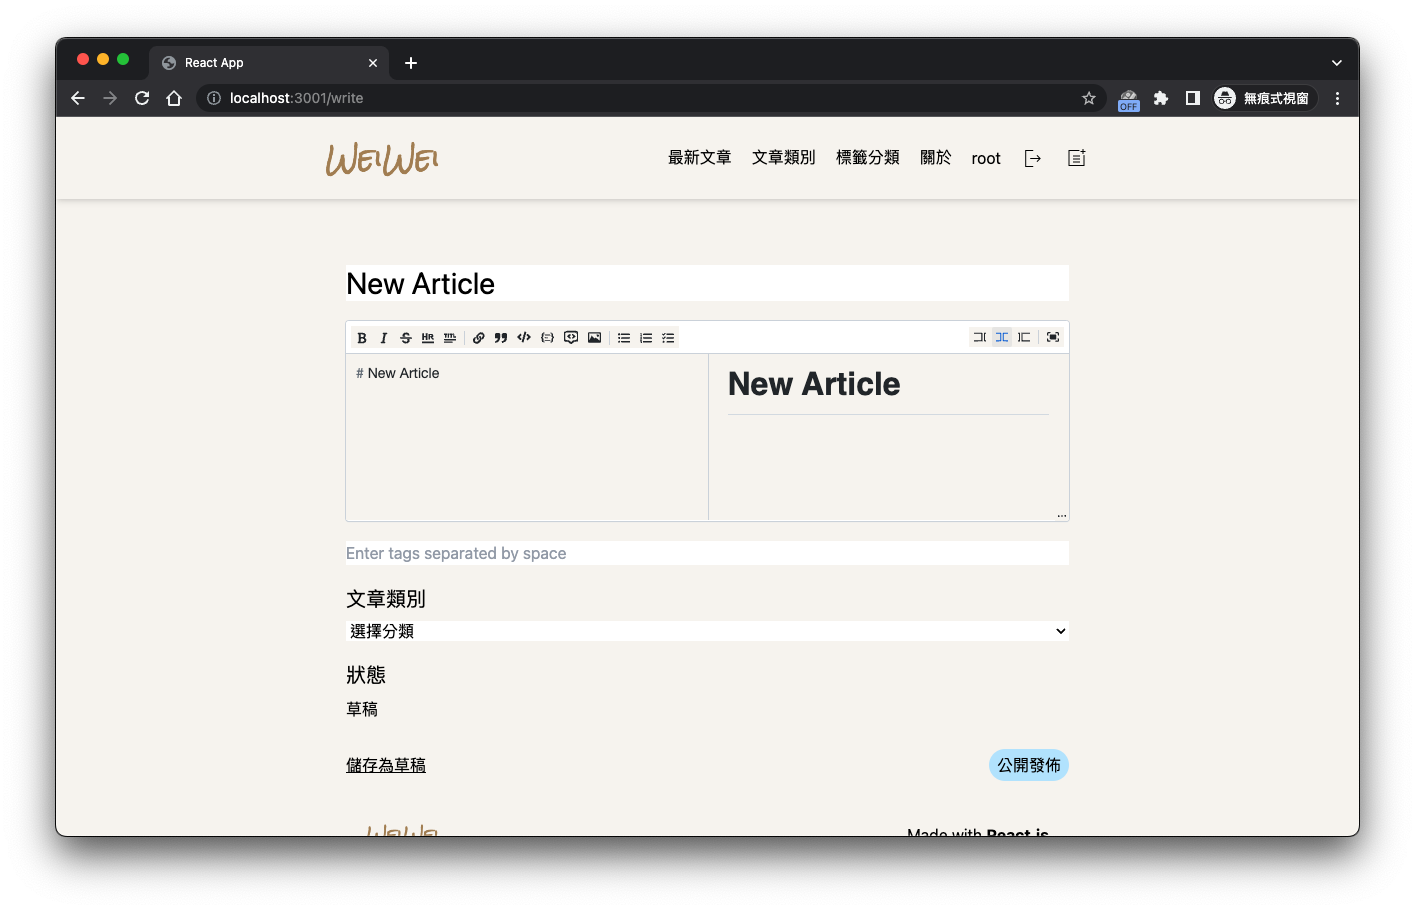 React App
localhost:3001/write
OFF
無痕式視窗
WeiWei
最新文章 文章類別 標籤分類 關於 root
New Article
B I S HR TITL
# New Article
New Article
Enter tags separated by space
文章類別
選擇分類
狀態
草稿
儲存為草稿
公開發佈
WeiWei
Made with React.js